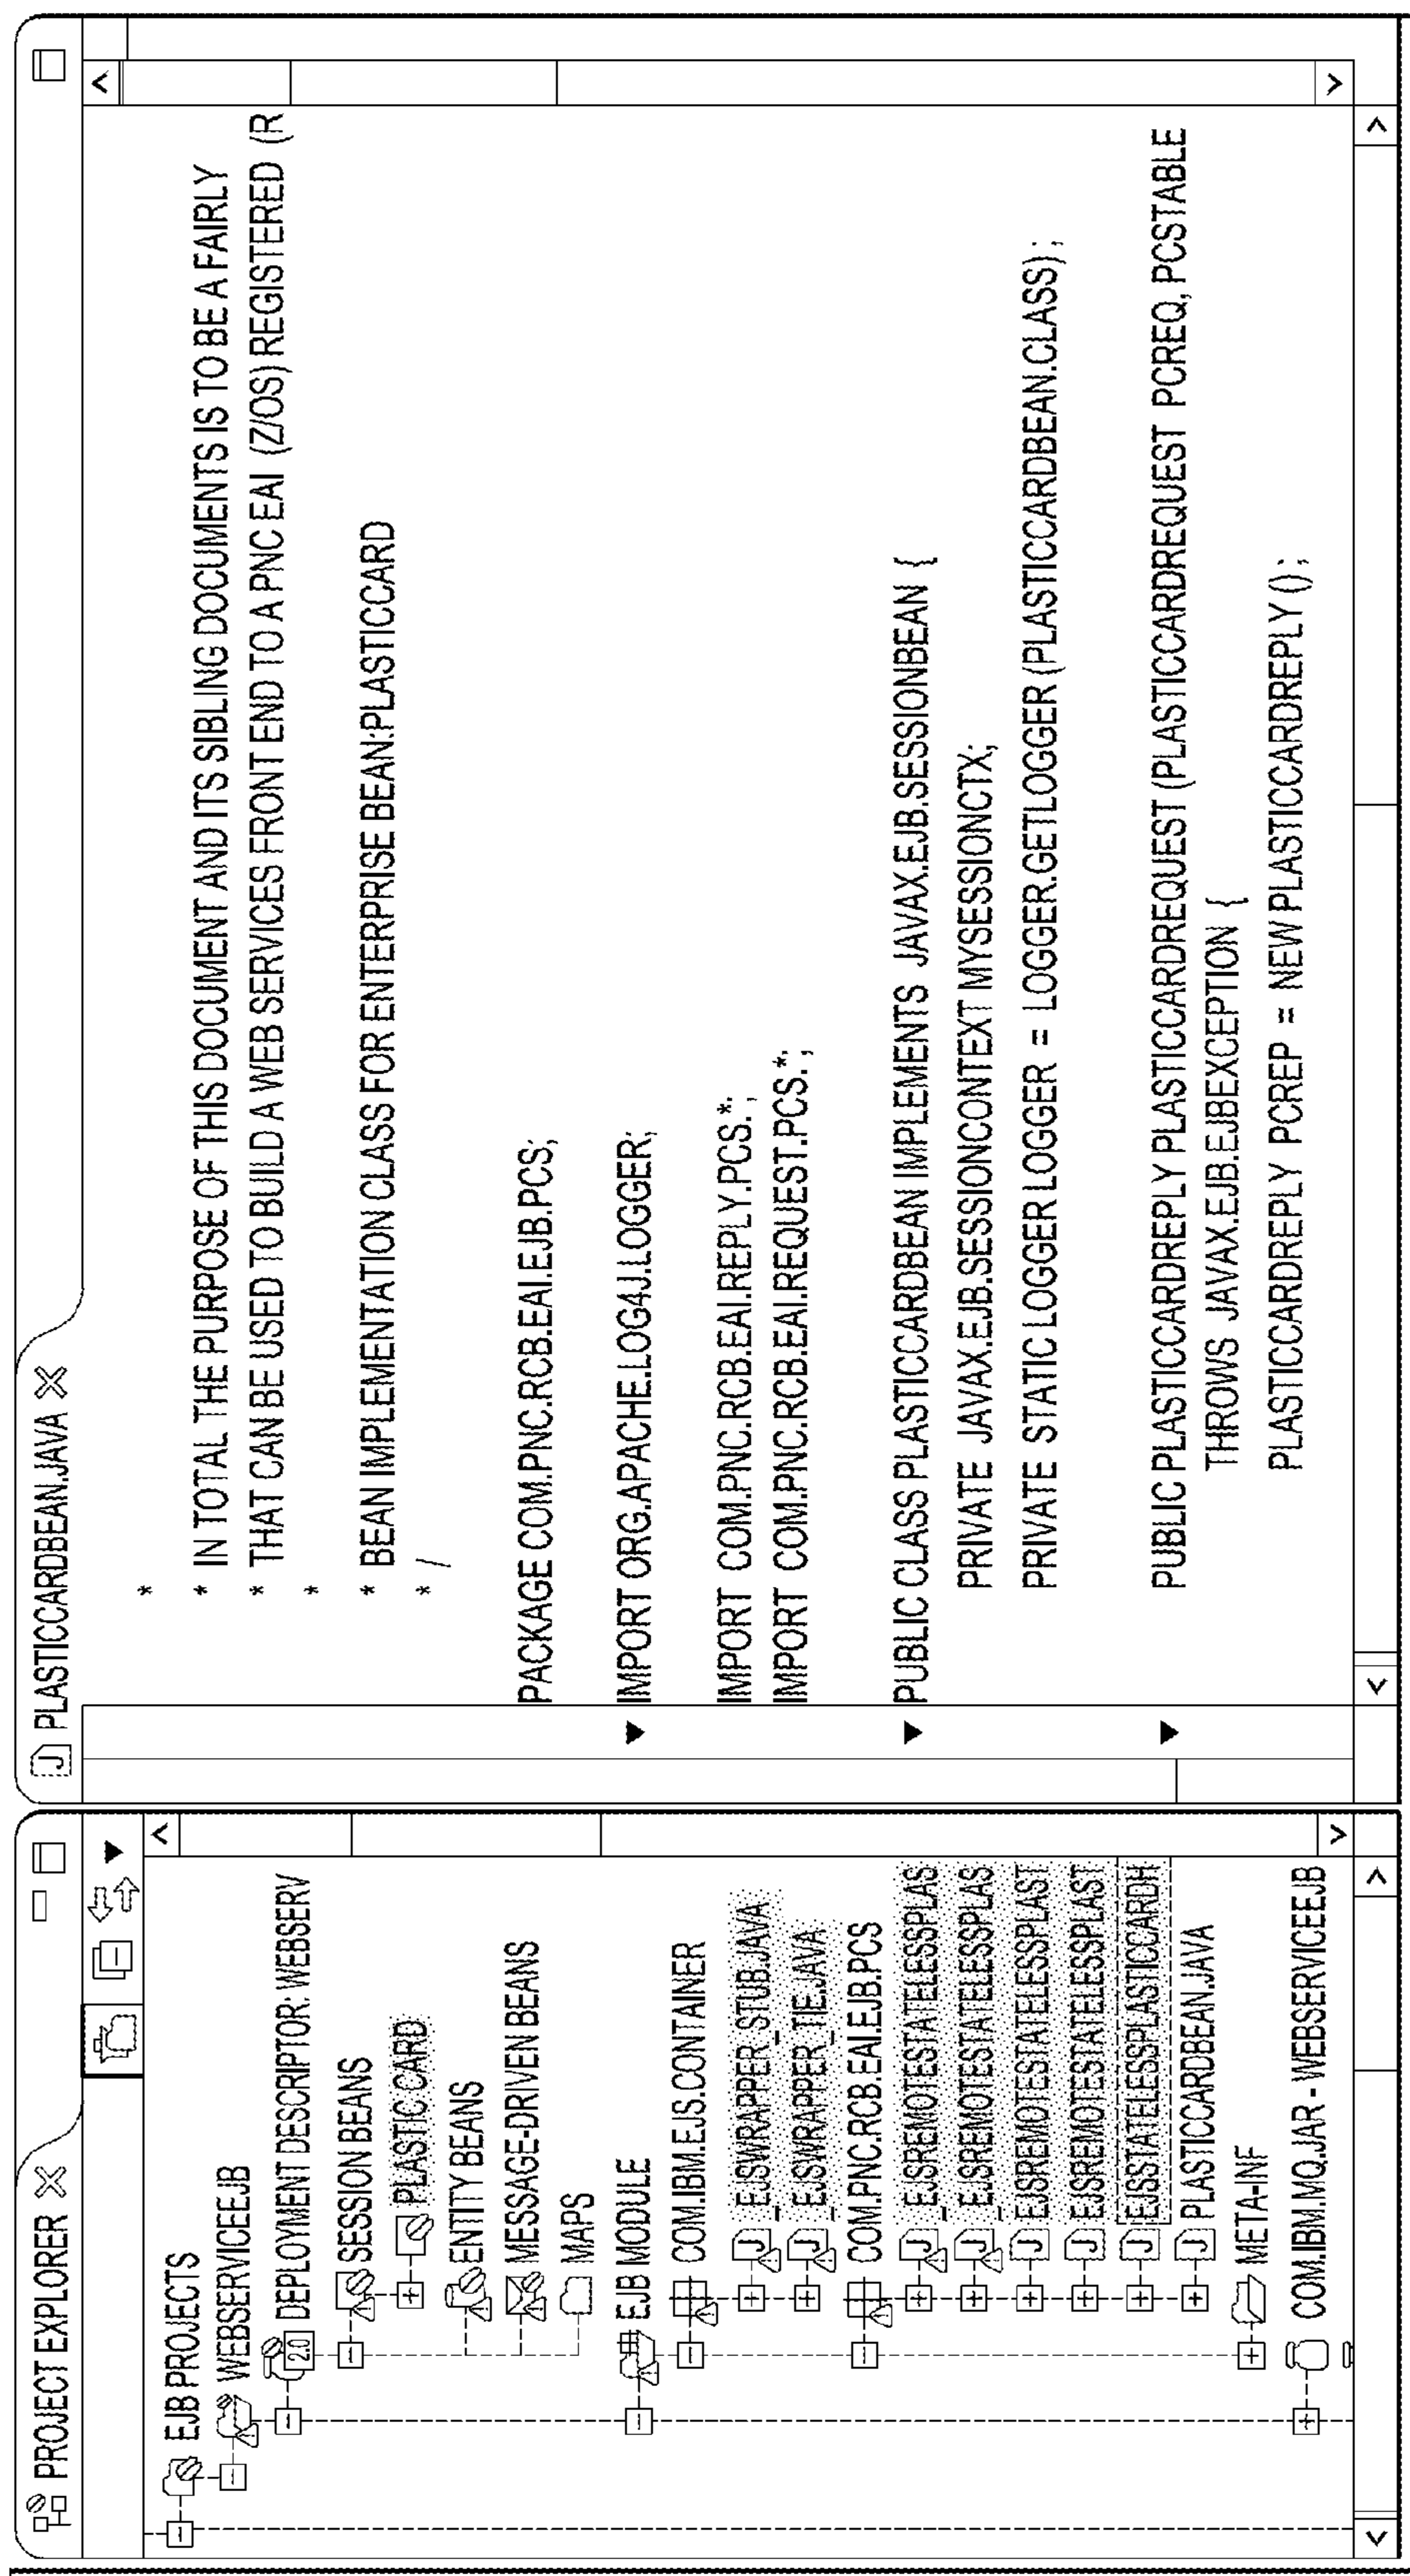 PROJECT EXPLORER
EJB PROJECTS
WEBSERVICEEJB
2.0 DEPLOYMENT DESCRIPTOR: WEBSERV
SESSION BEANS
PLASTIC CARD
ENTITY BEANS
MESSAGE-DRIVEN BEANS
MAPS
EJB MODULE
COM.IBM.EJS.CONTAINER
J _EJSWRAPPER_STUB.JAVA
J _EJSWRAPPER_TIE.JAVA
COM.PNC.RCB.EAI.EJB.PCS
J _EJSREMOTESTATELESSPLAS
J _EJSREMOTESTATELESSPLAS
J EJSREMOTESTATELESSPLAST
J EJSREMOTESTATELESSPLAST
J EJSSTATELESSPLASTICCARDH
J PLASTICCARDBEAN.JAVA
META-INF
COM.IBM.MQ.JAR - WEBSERVICEEJB
J PLASTICCARDBEAN.JAVA
*
* IN TOTAL THE PURPOSE OF THIS DOCUMENT AND ITS SIBLING DOCUMENTS IS TO BE A FAIRLY
* THAT CAN BE USED TO BUILD A WEB SERVICES FRONT END TO A PNC EAI (Z/OS) REGISTERED (R
*
* BEAN IMPLEMENTATION CLASS FOR ENTERPRISE BEAN:PLASTICCARD
* /
PACKAGE COM.PNC.RCB.EAI.EJB.PCS;
IMPORT ORG.APACHE.LOG4J.LOGGER;
IMPORT COM.PNC.RCB.EAI.REPLY.PCS.*;
IMPORT COM.PNC.RCB.EAI.REQUEST.PCS.*;
PUBLIC CLASS PLASTICCARDBEAN IMPLEMENTS JAVAX.EJB.SESSIONBEAN {
PRIVATE JAVAX.EJB.SESSIONCONTEXT MYSESSIONCTX;
PRIVATE STATIC LOGGER LOGGER = LOGGER.GETLOGGER (PLASTICCARDBEAN.CLASS) ;
PUBLIC PLASTICCARDREPLY PLASTICCARDREQUEST (PLASTICCARDREQUEST PCREQ, PCSTABLE
THROWS JAVAX.EJB.EJBEXCEPTION {
PLASTICCARDREPLY PCREP = NEW PLASTICCARDREPLY () ;